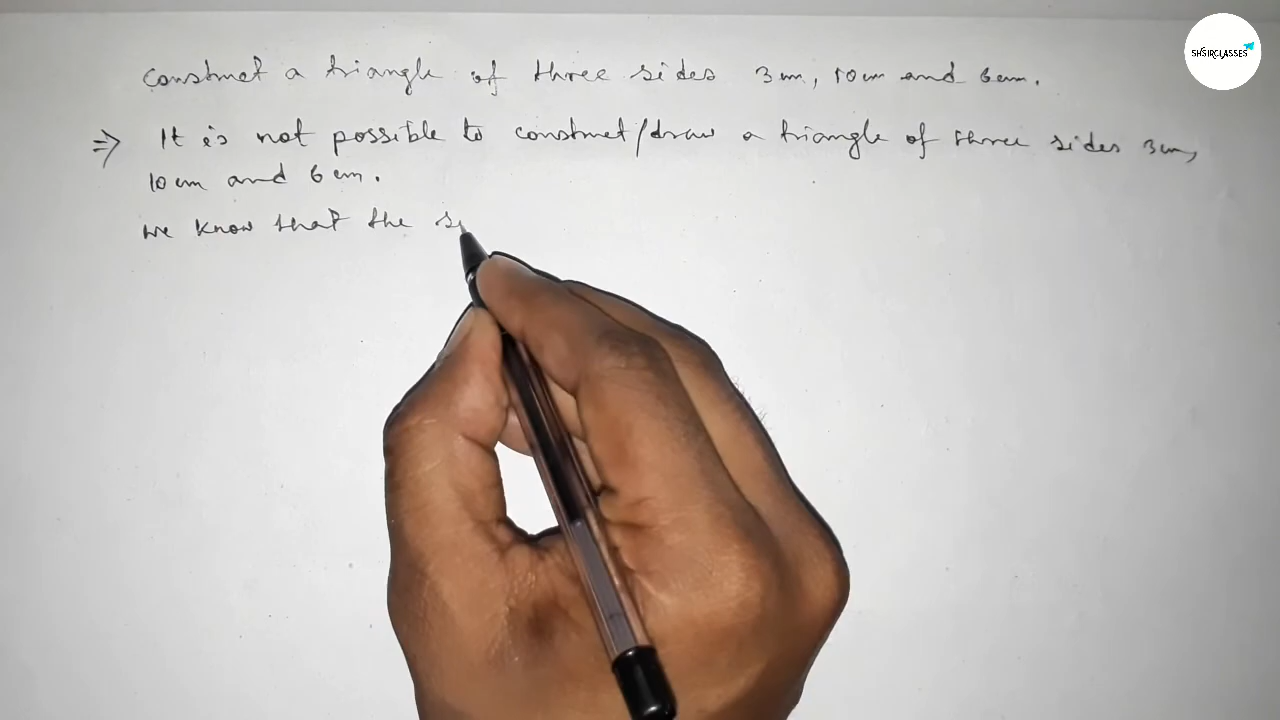 SHSIRCLASSES
Construct a triangle of three sides 3cm, 10cm and 6cm.
⇒ It is not possible to construct/draw a triangle of three sides 3cm,
10cm and 6cm.
We know that the